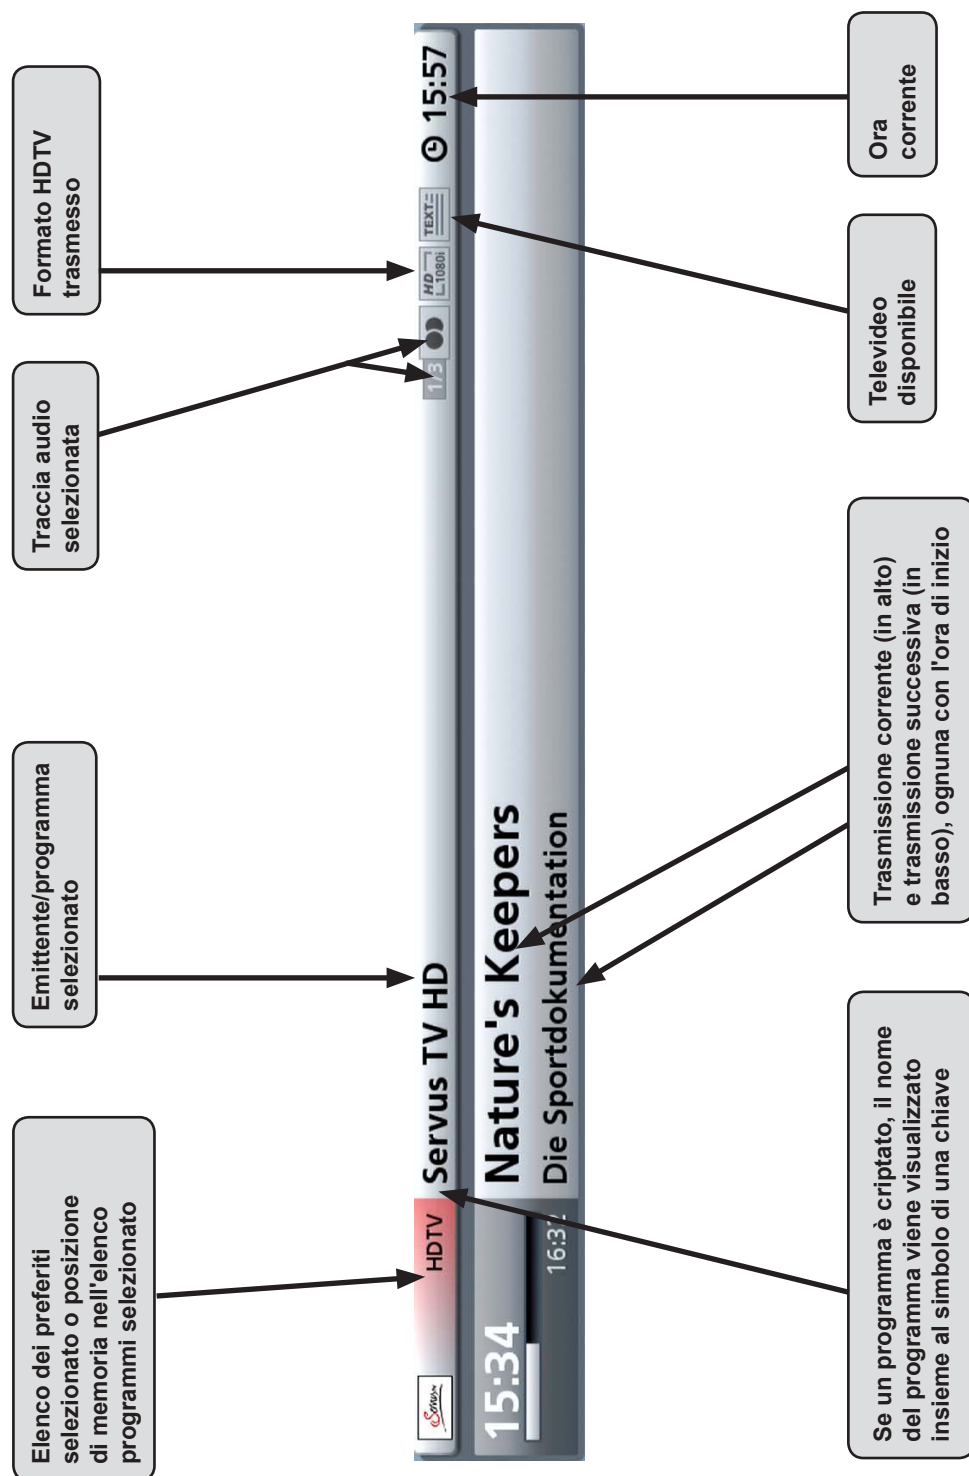 Elenco dei preferiti
selezionato o posizione
di memoria nell'elenco
programmi selezionato
Emittente/programma
selezionato
Traccia audio
selezionata
Formato HDTV
trasmesso
Servus TV
HDTV
Servus TV HD
1/3
HD
1080i
TEXT
15:57
15:34
Nature's Keepers
16:32
Die Sportdokumentation
Se un programma è criptato, il nome
del programma viene visualizzato
insieme al simbolo di una chiave
Trasmissione corrente (in alto)
e trasmissione successiva (in
basso), ognuna con l'ora di inizio
Televideo
disponibile
Ora
corrente